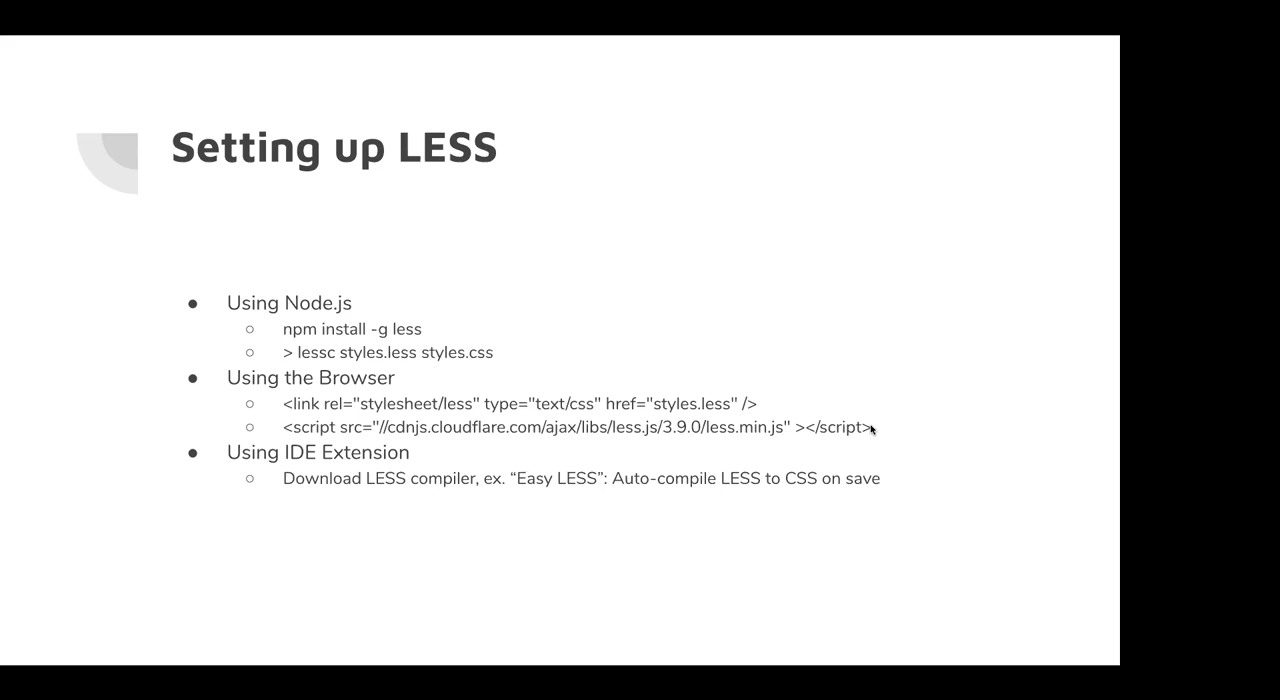 Setting up LESS
● Using Node.js
○ npm install -g less
○ > lessc styles.less styles.css
● Using the Browser
○ <link rel="stylesheet/less" type="text/css" href="styles.less" />
○ <script src="//cdnjs.cloudflare.com/ajax/libs/less.js/3.9.0/less.min.js" ></script>
● Using IDE Extension
○ Download LESS compiler, ex. “Easy LESS”: Auto-compile LESS to CSS on save